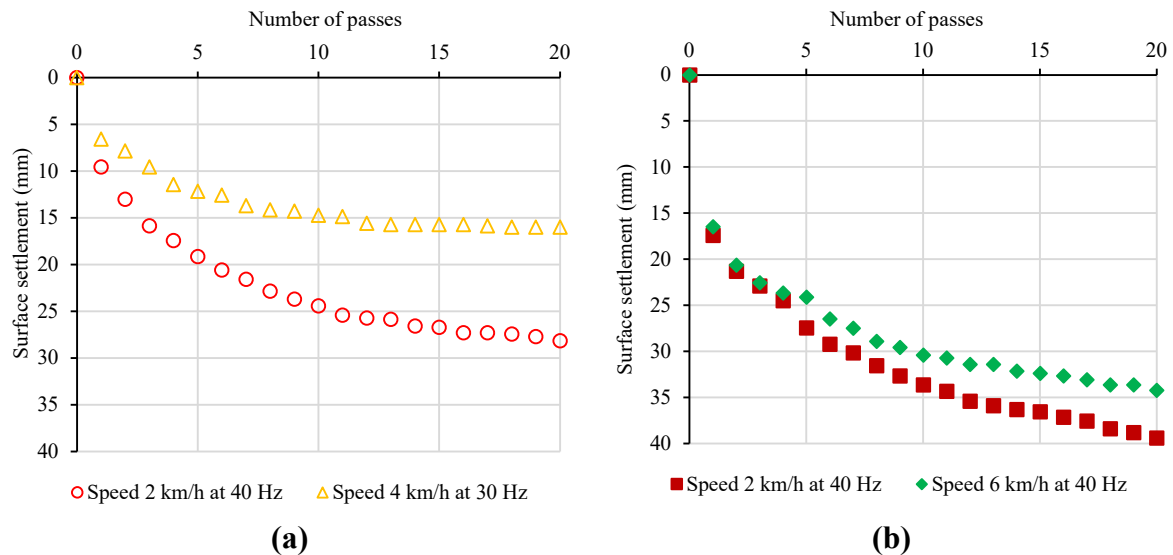 Number of passes
0 5 10 15 20
0
5
10
15
20
25
30
35
40
Surface settlement (mm)
Speed 2 km/h at 40 Hz Speed 4 km/h at 30 Hz
(a)
Number of passes
0 5 10 15 20
0
5
10
15
20
25
30
35
40
Surface settlement (mm)
Speed 2 km/h at 40 Hz Speed 6 km/h at 40 Hz
(b)